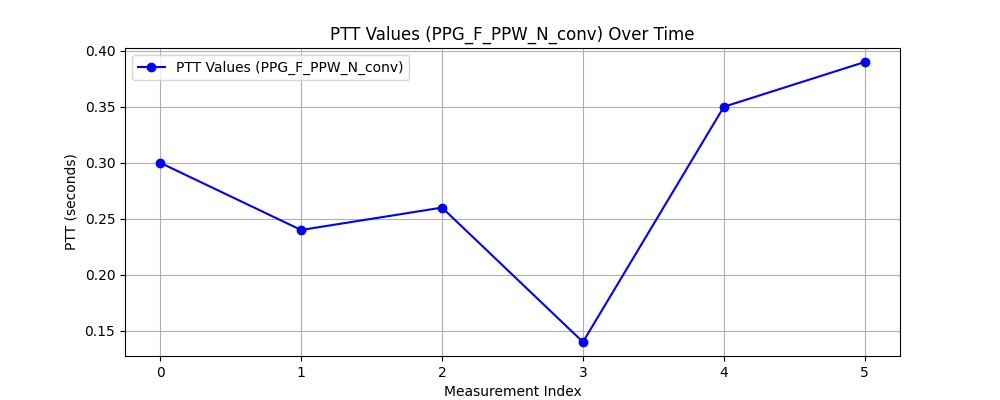 PTT Values (PPG_F_PPW_N_conv) Over Time
PTT Values (PPG_F_PPW_N_conv)
0.40
0.35
0.30
0.25
0.20
0.15
PTT (seconds)
0 1 2 3 4 5
Measurement Index